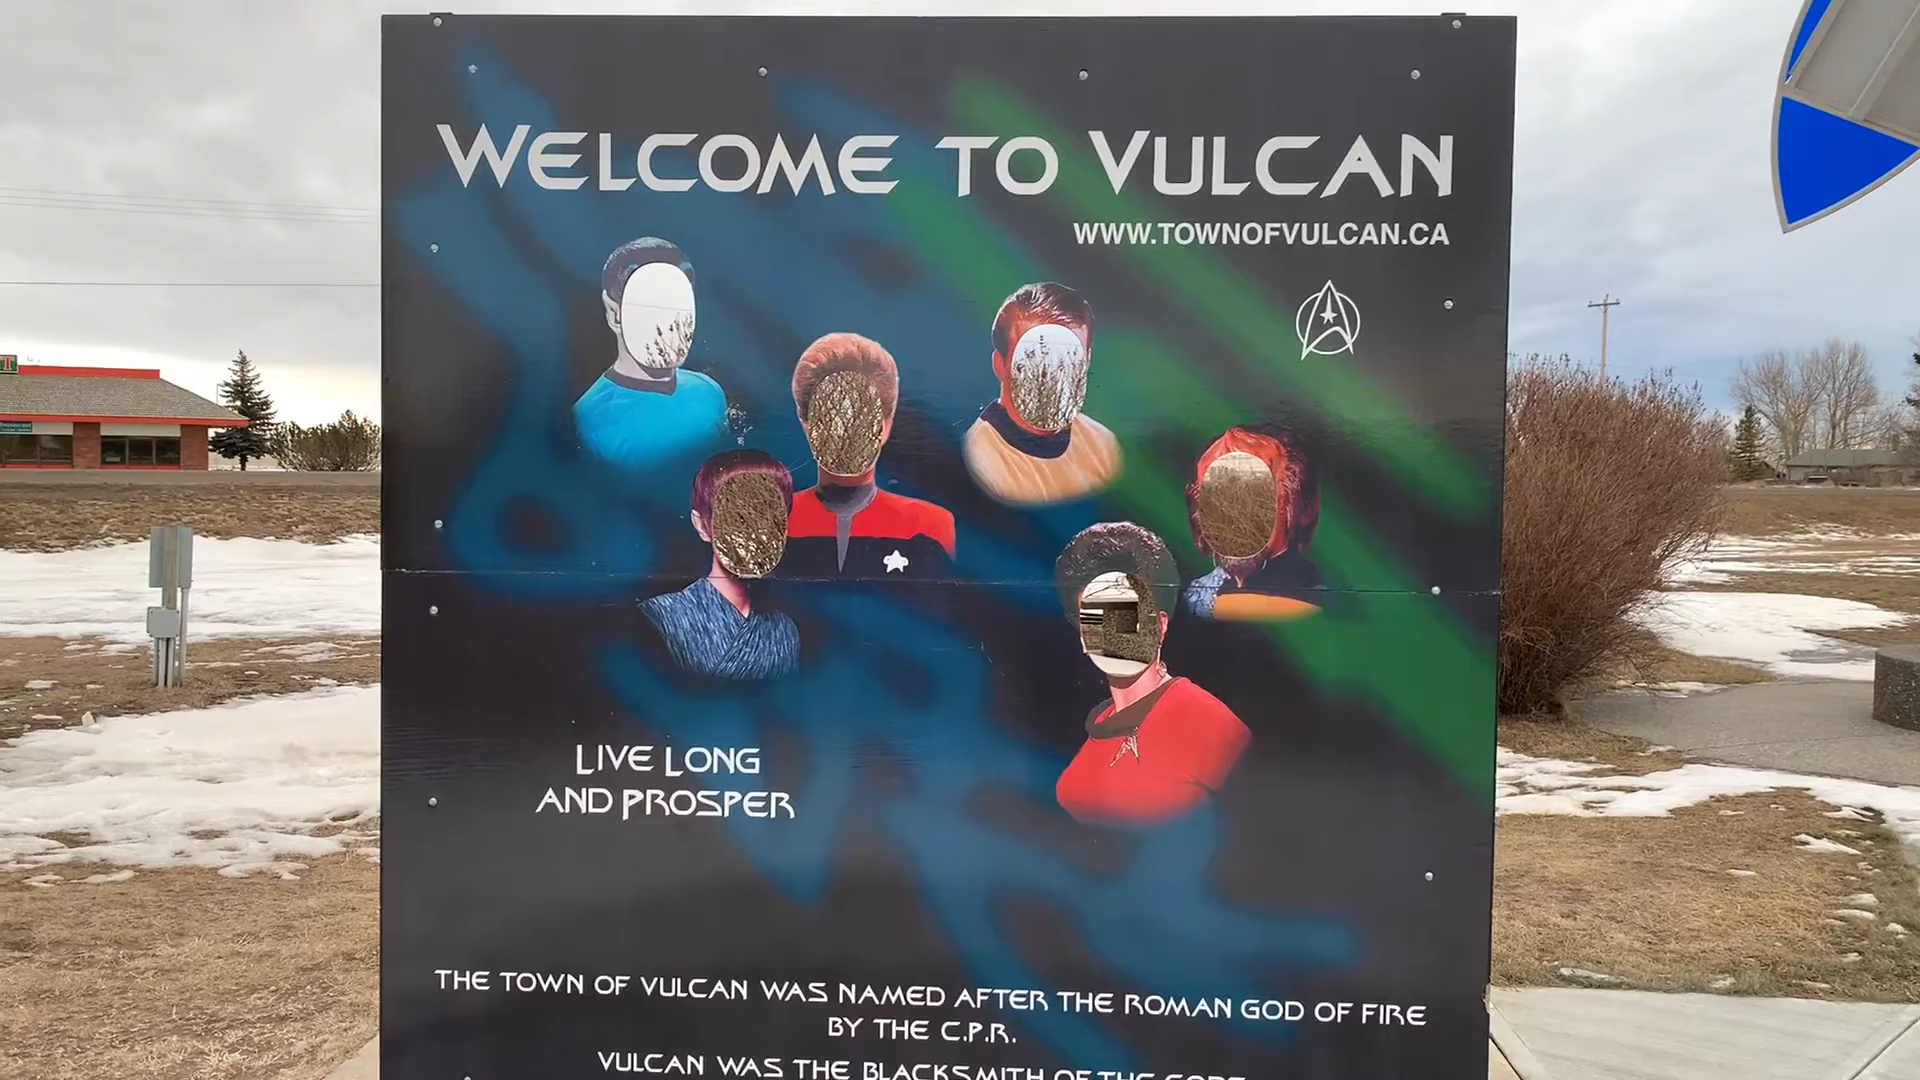 WELCOME TO VULCAN
WWW.TOWNOFVULCAN.CA
LIVE LONG
AND PROSPER
THE TOWN OF VULCAN WAS NAMED AFTER THE ROMAN GOD OF FIRE
BY THE C.P.R.
VULCAN WAS THE BLACKSMITH OF THE GODS